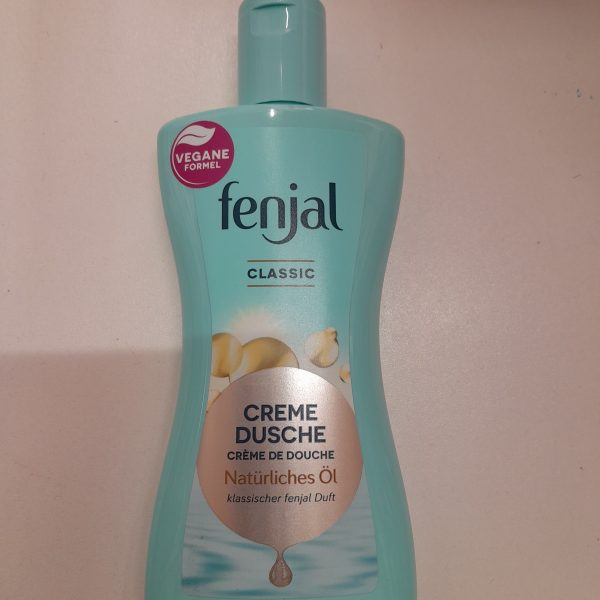 VEGANE
FORMEL
fenjal
CLASSIC
CREME
DUSCHE
CRÈME DE DOUCHE
Natürliches Öl
klassischer fenjal Duft